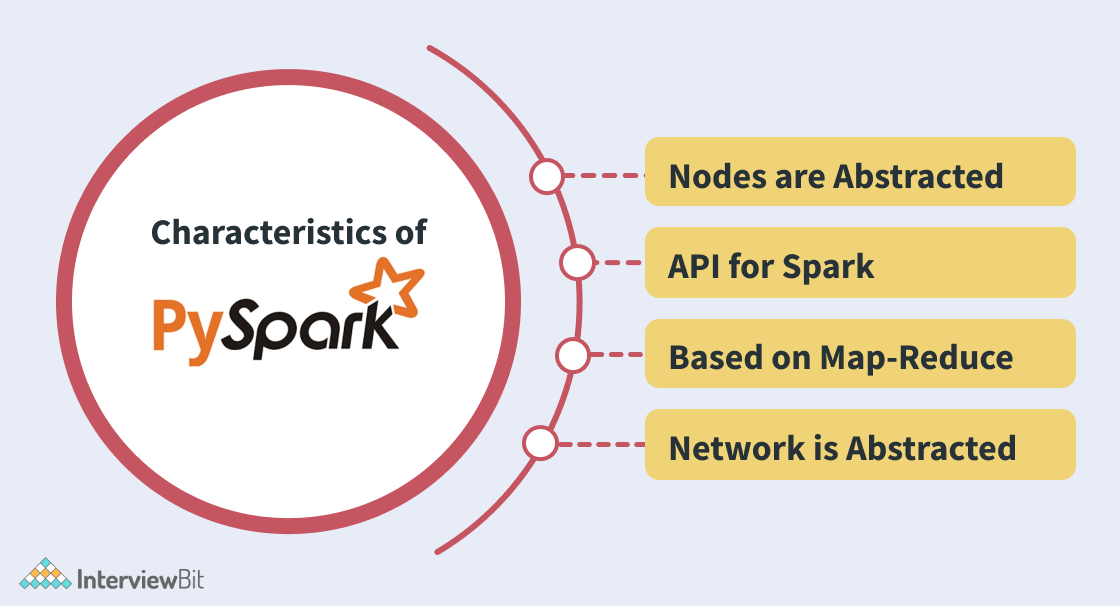 Characteristics of
PySpark
Nodes are Abstracted
API for Spark
Based on Map-Reduce
Network is Abstracted
InterviewBit